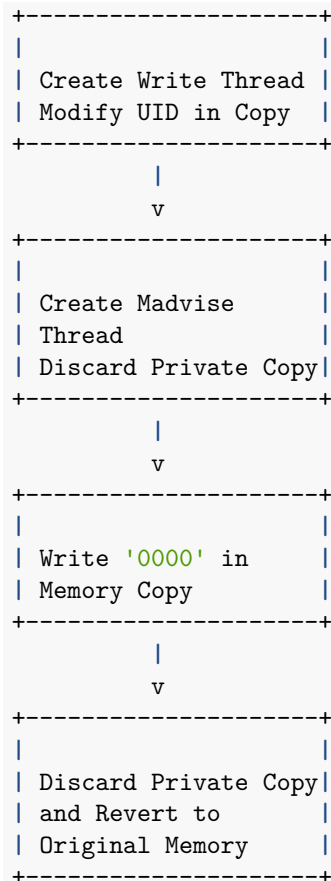 +---------------------+
|                     |
| Create Write Thread |
| Modify UID in Copy  |
+---------------------+
          |
          v
+---------------------+
|                     |
| Create Madvise      |
| Thread              |
| Discard Private Copy|
+---------------------+
          |
          v
+---------------------+
|                     |
| Write '0000' in     |
| Memory Copy         |
+---------------------+
          |
          v
+---------------------+
|                     |
| Discard Private Copy|
| and Revert to       |
| Original Memory     |
+---------------------+